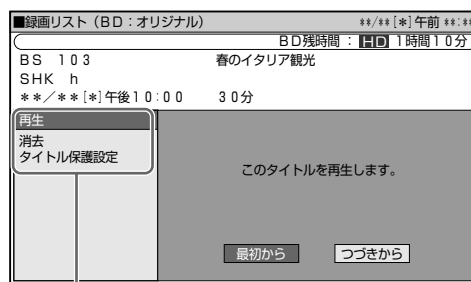 ■録画リスト（BD：オリジナル） **/**[*]午前 **:**
BD残時間 : HD 1時間10分
BS 103 春のイタリア観光
SHK h
**/**[*]午後10:00 30分
再生
消去
タイトル保護設定
このタイトルを再生します。
最初から つづきから